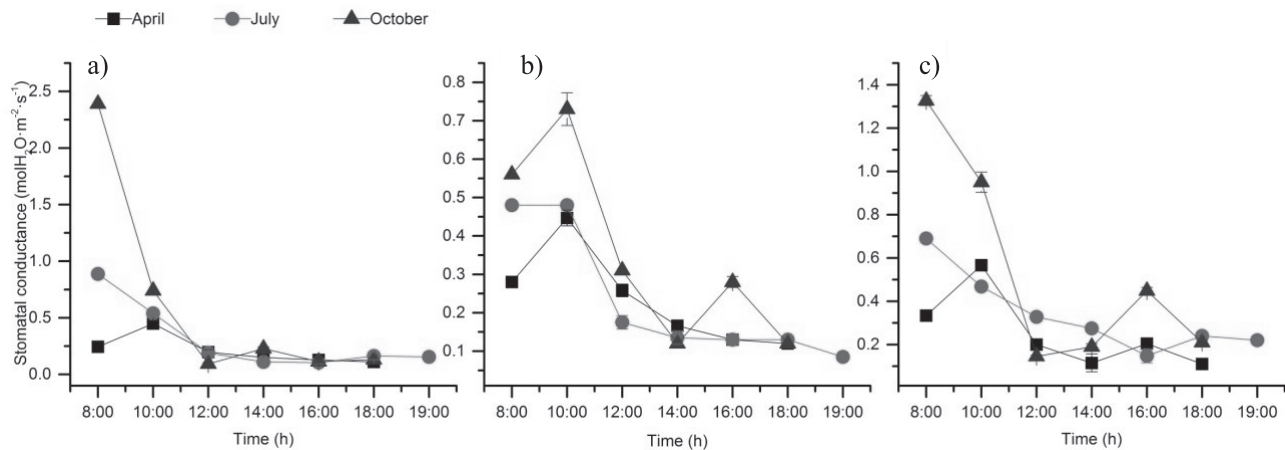 April July October
a)
b)
c)
Stomatal conductance (molH₂O·m⁻²·s⁻¹)
2.5
2.0
1.5
1.0
0.5
0.0
8:00 10:00 12:00 14:00 16:00 18:00 19:00
Time (h)
0.8
0.7
0.6
0.5
0.4
0.3
0.2
0.1
8:00 10:00 12:00 14:00 16:00 18:00 19:00
Time (h)
1.4
1.2
1.0
0.8
0.6
0.4
0.2
8:00 10:00 12:00 14:00 16:00 18:00 19:00
Time (h)